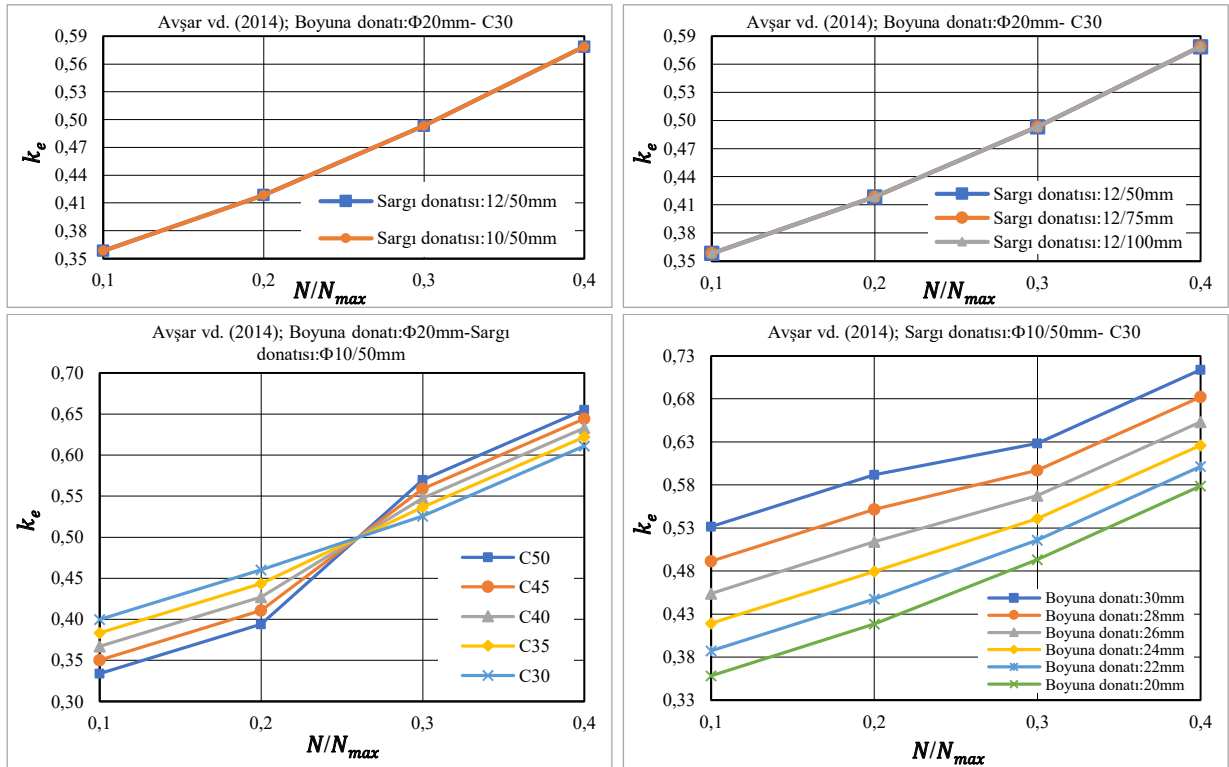 Avşar vd. (2014); Boyuna donatı:Φ20mm- C30
0,59
0,56
0,53
0,50
0,47
0,44
0,41
0,38
0,35
k_e
0,1
0,2
0,3
0,4
N/N_max
Sargı donatısı:12/50mm
Sargı donatısı:10/50mm
Avşar vd. (2014); Boyuna donatı:Φ20mm- C30
0,59
0,56
0,53
0,50
0,47
0,44
0,41
0,38
0,35
k_e
0,1
0,2
0,3
0,4
N/N_max
Sargı donatısı:12/50mm
Sargı donatısı:12/75mm
Sargı donatısı:12/100mm
Avşar vd. (2014); Boyuna donatı:Φ20mm-Sargı
donatısı:Φ10/50mm
0,70
0,65
0,60
0,55
0,50
0,45
0,40
0,35
0,30
k_e
0,1
0,2
0,3
0,4
N/N_max
C50
C45
C40
C35
C30
Avşar vd. (2014); Sargı donatısı:Φ10/50mm- C30
0,73
0,68
0,63
0,58
0,53
0,48
0,43
0,38
0,33
k_e
0,1
0,2
0,3
0,4
N/N_max
Boyuna donatı:30mm
Boyuna donatı:28mm
Boyuna donatı:26mm
Boyuna donatı:24mm
Boyuna donatı:22mm
Boyuna donatı:20mm